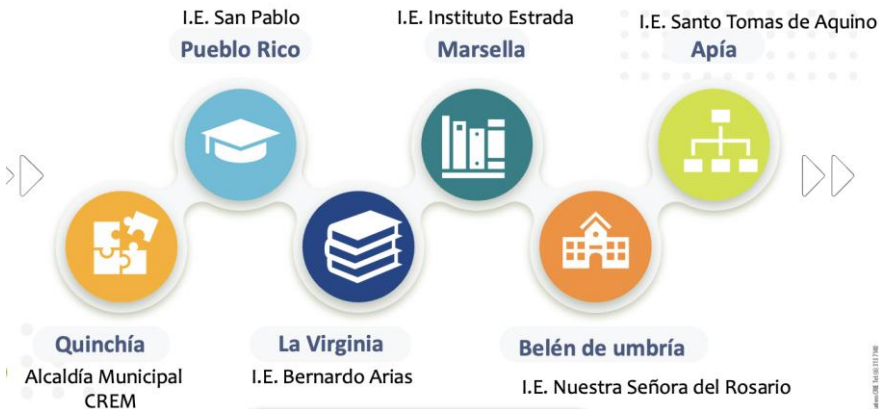 I.E. San Pablo
Pueblo Rico
I.E. Instituto Estrada
Marsella
I.E. Santo Tomas de Aquino
Apía
Quinchía
Alcaldía Municipal
CREM
La Virginia
I.E. Bernardo Arias
Belén de umbría
I.E. Nuestra Señora del Rosario